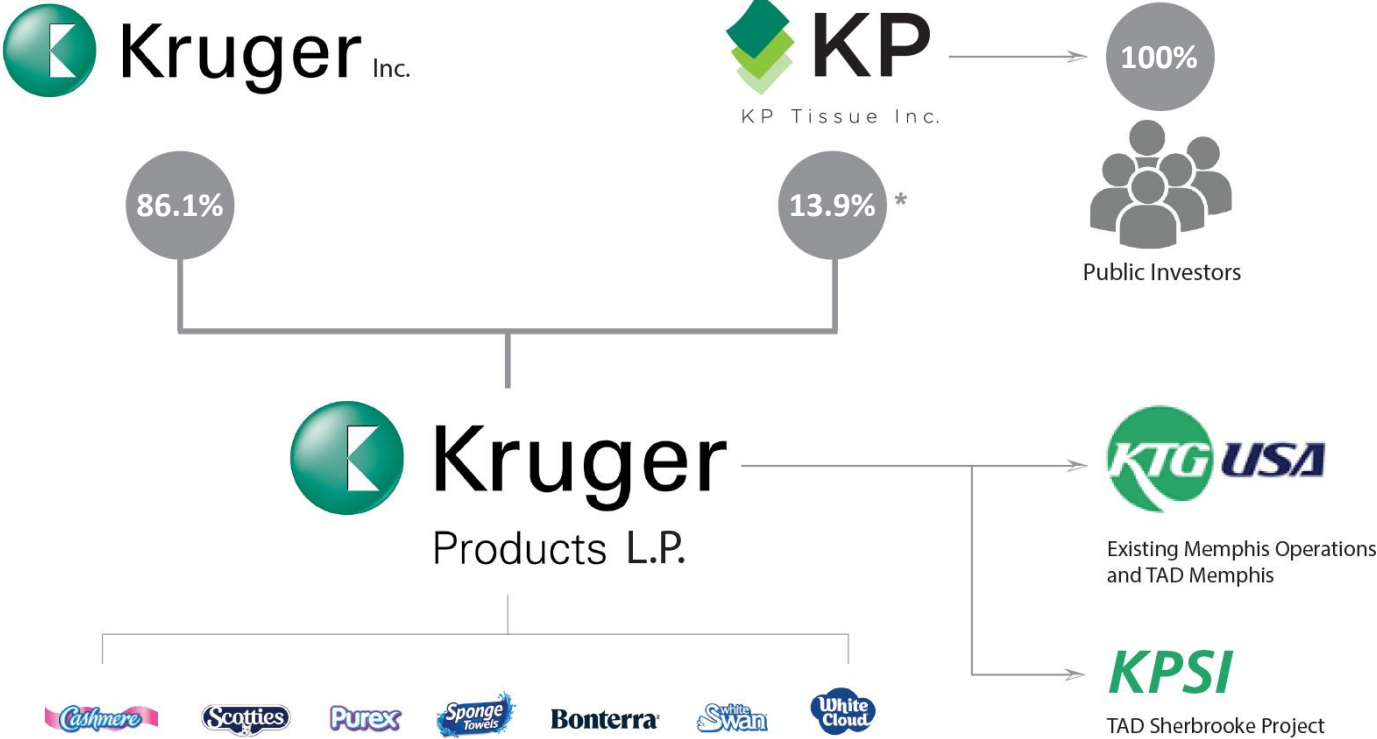 Kruger Inc.
KP
KP Tissue Inc.
100%
86.1%
13.9% *
Public Investors
Kruger
Products L.P.
KTG USA
Existing Memphis Operations
and TAD Memphis
KPSI
TAD Sherbrooke Project
Cashmere
Scotties
Purex
Sponge
Towels
Bonterra
White
Swan
White
Cloud